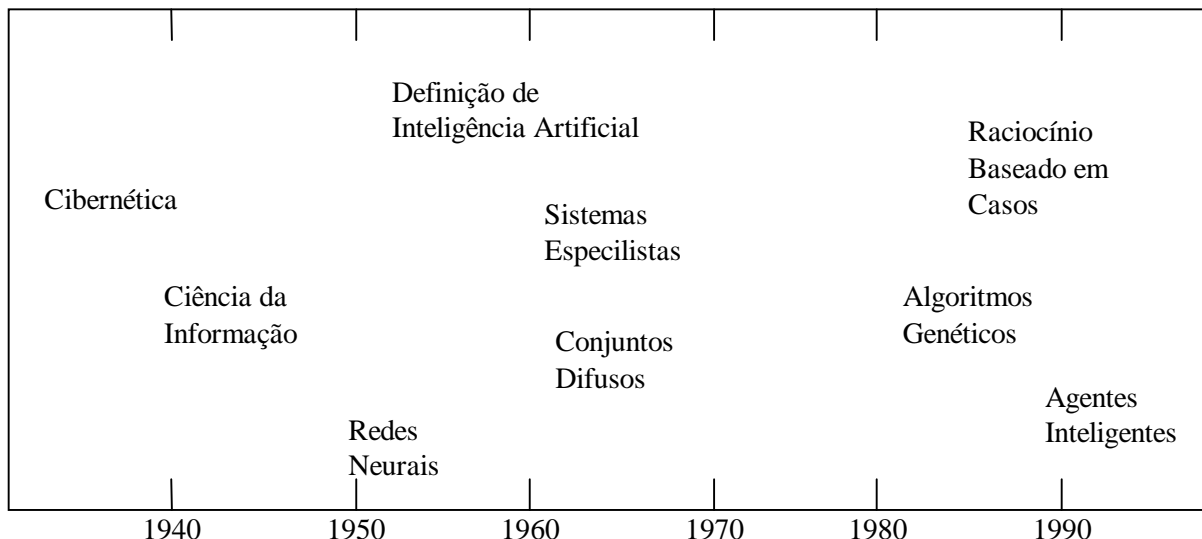 Definição de
Inteligência Artificial
Raciocínio
Baseado em
Casos
Cibernética
Sistemas
Especilistas
Ciência da
Informação
Algoritmos
Genéticos
Conjuntos
Difusos
Agentes
Inteligentes
Redes
Neurais
1940 1950 1960 1970 1980 1990